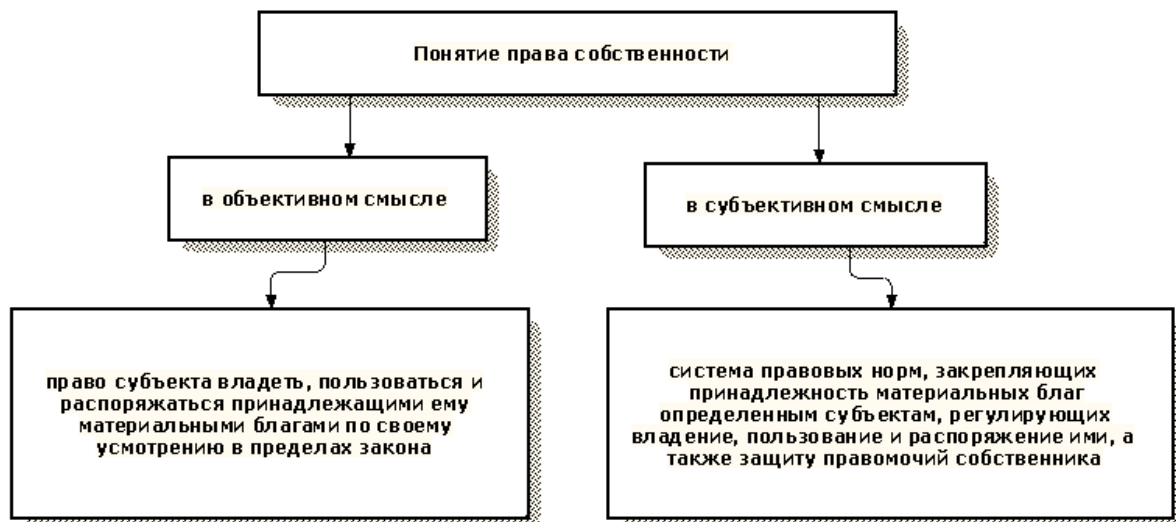 Понятие права собственности
в объективном смысле
в субъективном смысле
право субъекта владеть, пользоваться и
распоряжаться принадлежащими ему
материальными благами по своему
усмотрению в пределах закона
система правовых норм, закрепляющих
принадлежность материальных благ
определенным субъектам, регулирующих
владение, пользование и распоряжение ими, а
также защиту правомочий собственника